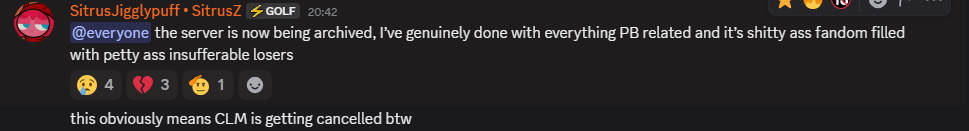 SitrusJigglypuff • SitrusZ ⚡GOLF 20:42
@everyone the server is now being archived, I've genuinely done with everything PB related and it's shitty ass fandom filled
with petty ass insufferable losers
4 3 1
this obviously means CLM is getting cancelled btw